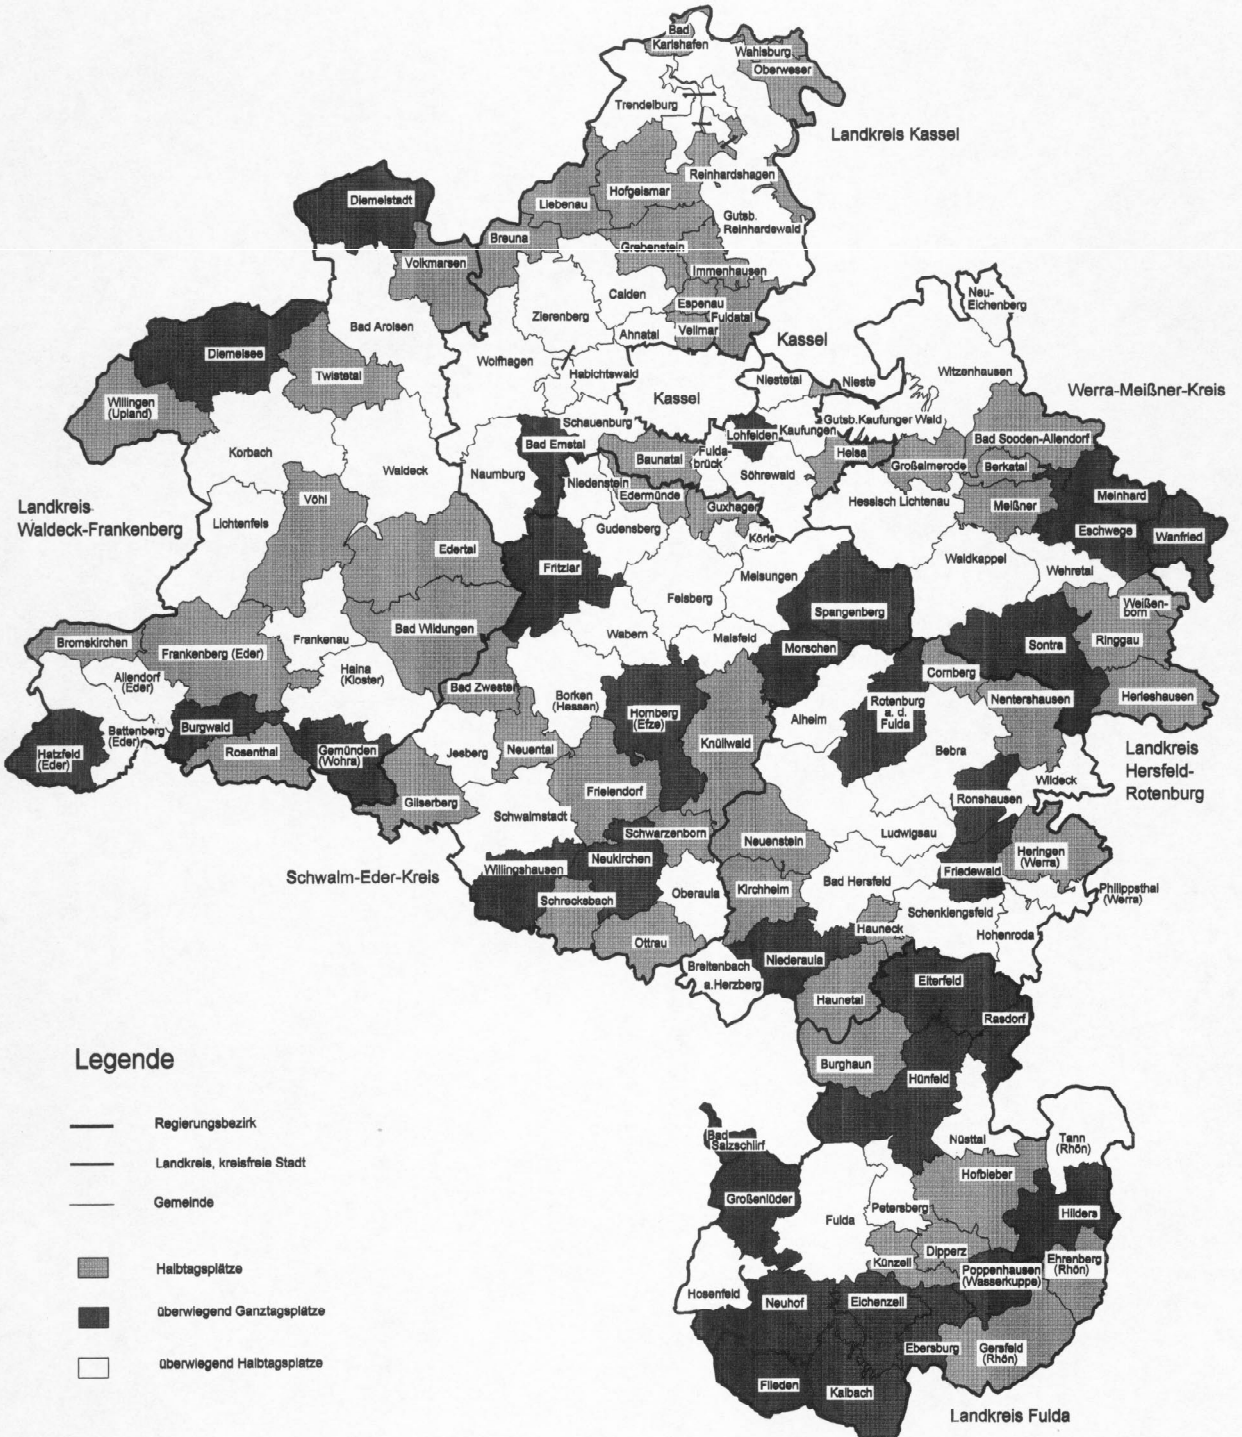 Bad
Karlshafen
Wahlsburg
Oberweser
Trendelburg
Landkreis Kassel
Reinhardshagen
Hofgeismar
Diemelstadt
Liebenau
Gutsb.
Reinhardswald
Breuna
Grebenstein
Volkmarsen
Immenhausen
Neu-
Eichenberg
Calden
Espenau
Zierenberg
Fuldatal
Bad Arolsen
Ahnatal
Vellmar
Kassel
Diemelsee
Wolfhagen
Habichtswald
Witzenhausen
Twistetal
Niestetal
Nieste
Werra-Meißner-Kreis
Willingen
(Upland)
Kassel
Schauenburg
Gutsb.Kaufunger Wald
Kaufungen
Lohfelden
Bad Emstal
Bad Sooden-Allendorf
Korbach
Baunatal
Fulda-
brück
Helsa
Waldeck
Naumburg
Großalmerode
Berkatal
Söhrewald
Niedenstein
Edermünde
Hessisch Lichtenau
Meinhard
Vöhl
Landkreis
Waldeck-Frankenberg
Guxhagen
Meißner
Lichtenfels
Gudensberg
Eschwege
Wanfried
Körle
Edertal
Waldkappel
Fritzlar
Melsungen
Wehretal
Felsberg
Weißen-
born
Spangenberg
Bad Wildungen
Bromskirchen
Frankenau
Wabern
Malsfeld
Ringgau
Frankenberg (Eder)
Morschen
Sontra
Haina
(Kloster)
Cornberg
Allendorf
(Eder)
Bad Zwesten
Borken
(Hessen)
Nentershausen
Herleshausen
Rotenburg
a. d.
Fulda
Homberg
(Efze)
Alheim
Burgwald
Battenberg
(Eder)
Knüllwald
Hatzfeld
(Eder)
Rosenthal
Gemünden
(Wohra)
Jesberg
Neuental
Bebra
Landkreis
Hersfeld-
Rotenburg
Wildeck
Gilserberg
Frielendorf
Ronshausen
Schwalmstadt
Schwarzenborn
Neuenstein
Ludwigsau
Heringen
(Werra)
Neukirchen
Willingshausen
Friedewald
Schwalm-Eder-Kreis
Bad Hersfeld
Kirchheim
Oberaula
Philippsthal
(Werra)
Schrecksbach
Schenklengsfeld
Hauneck
Hohenroda
Ottrau
Niederaula
Breitenbach
a.Herzberg
Eiterfeld
Haunetal
Rasdorf
Legende
Burghaun
Hünfeld
Regierungsbezirk
Bad
Salzschlirf
Nüsttal
Tann
(Rhön)
Landkreis, kreisfreie Stadt
Hofbieber
Großenlüder
Gemeinde
Petersberg
Hilders
Fulda
Dipperz
Künzell
Ehrenberg
(Rhön)
Halbtagsplätze
Poppenhausen
(Wasserkuppe)
Hosenfeld
Neuhof
Eichenzell
überwiegend Ganztagsplätze
Ebersburg
Gersfeld
(Rhön)
überwiegend Halbtagsplätze
Flieden
Kalbach
Landkreis Fulda